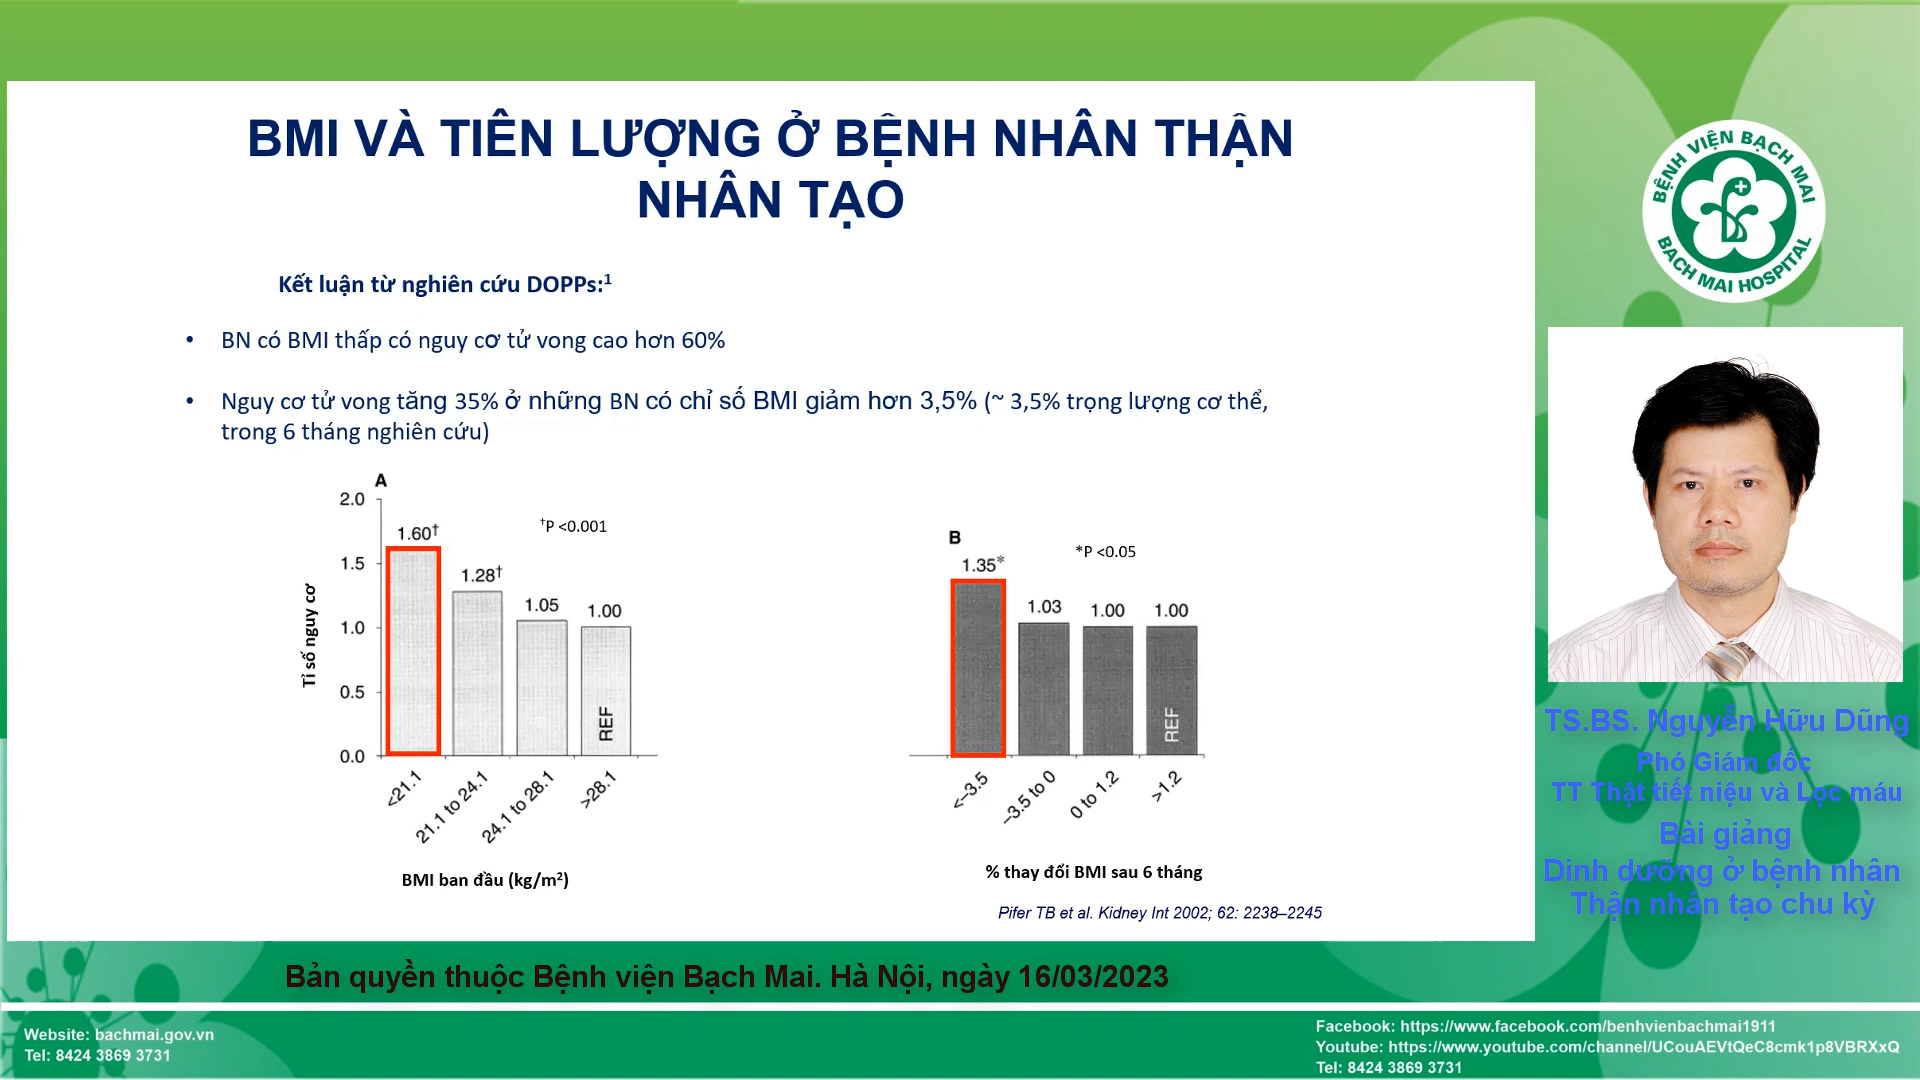 BMI VÀ TIÊN LƯỢNG Ở BỆNH NHÂN THẬN
NHÂN TẠO
Kết luận từ nghiên cứu DOPPs:¹
• BN có BMI thấp có nguy cơ tử vong cao hơn 60%
• Nguy cơ tử vong tăng 35% ở những BN có chỉ số BMI giảm hơn 3,5% (~ 3,5% trọng lượng cơ thể,
trong 6 tháng nghiên cứu)
A
Tỉ số nguy cơ
2.0
1.5
1.0
0.5
0.0
†P <0.001
1.60†
1.28†
1.05
1.00
REF
<21.1
21.1 to 24.1
24.1 to 28.1
>28.1
BMI ban đầu (kg/m²)
B
*P <0.05
1.35*
1.03
1.00
1.00
REF
<–3.5
–3.5 to 0
0 to 1.2
>1.2
% thay đổi BMI sau 6 tháng
Pifer TB et al. Kidney Int 2002; 62: 2238–2245
BỆNH VIỆN BẠCH MAI
BACH MAI HOSPITAL
TS.BS. Nguyễn Hữu Dũng
Phó Giám đốc
TT Thật tiết niệu và Lọc máu
Bài giảng
Dinh dưỡng ở bệnh nhân
Thận nhân tạo chu kỳ
Bản quyền thuộc Bệnh viện Bạch Mai. Hà Nội, ngày 16/03/2023
Website: bachmai.gov.vn
Tel: 8424 3869 3731
Facebook: https://www.facebook.com/benhvienbachmai1911
Youtube: https://www.youtube.com/channel/UCouAEVtQeC8cmk1p8VBRXxQ
Tel: 8424 3869 3731